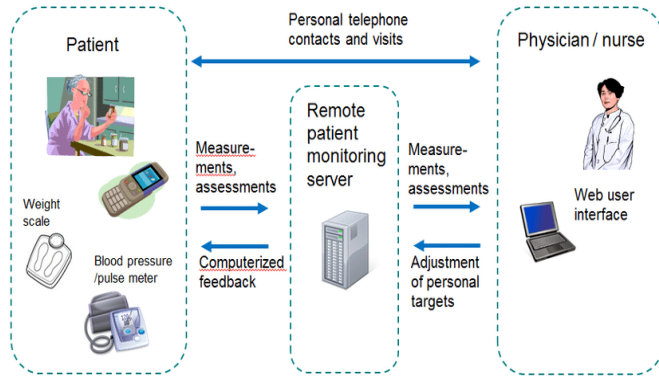 Personal telephone
contacts and visits
Patient
Physician / nurse
Remote
patient
monitoring
server
Measure-
ments,
assessments
Measure-
ments,
assessments
Weight
scale
Web user
interface
Blood pressure
/pulse meter
Computerized
feedback
Adjustment
of personal
targets